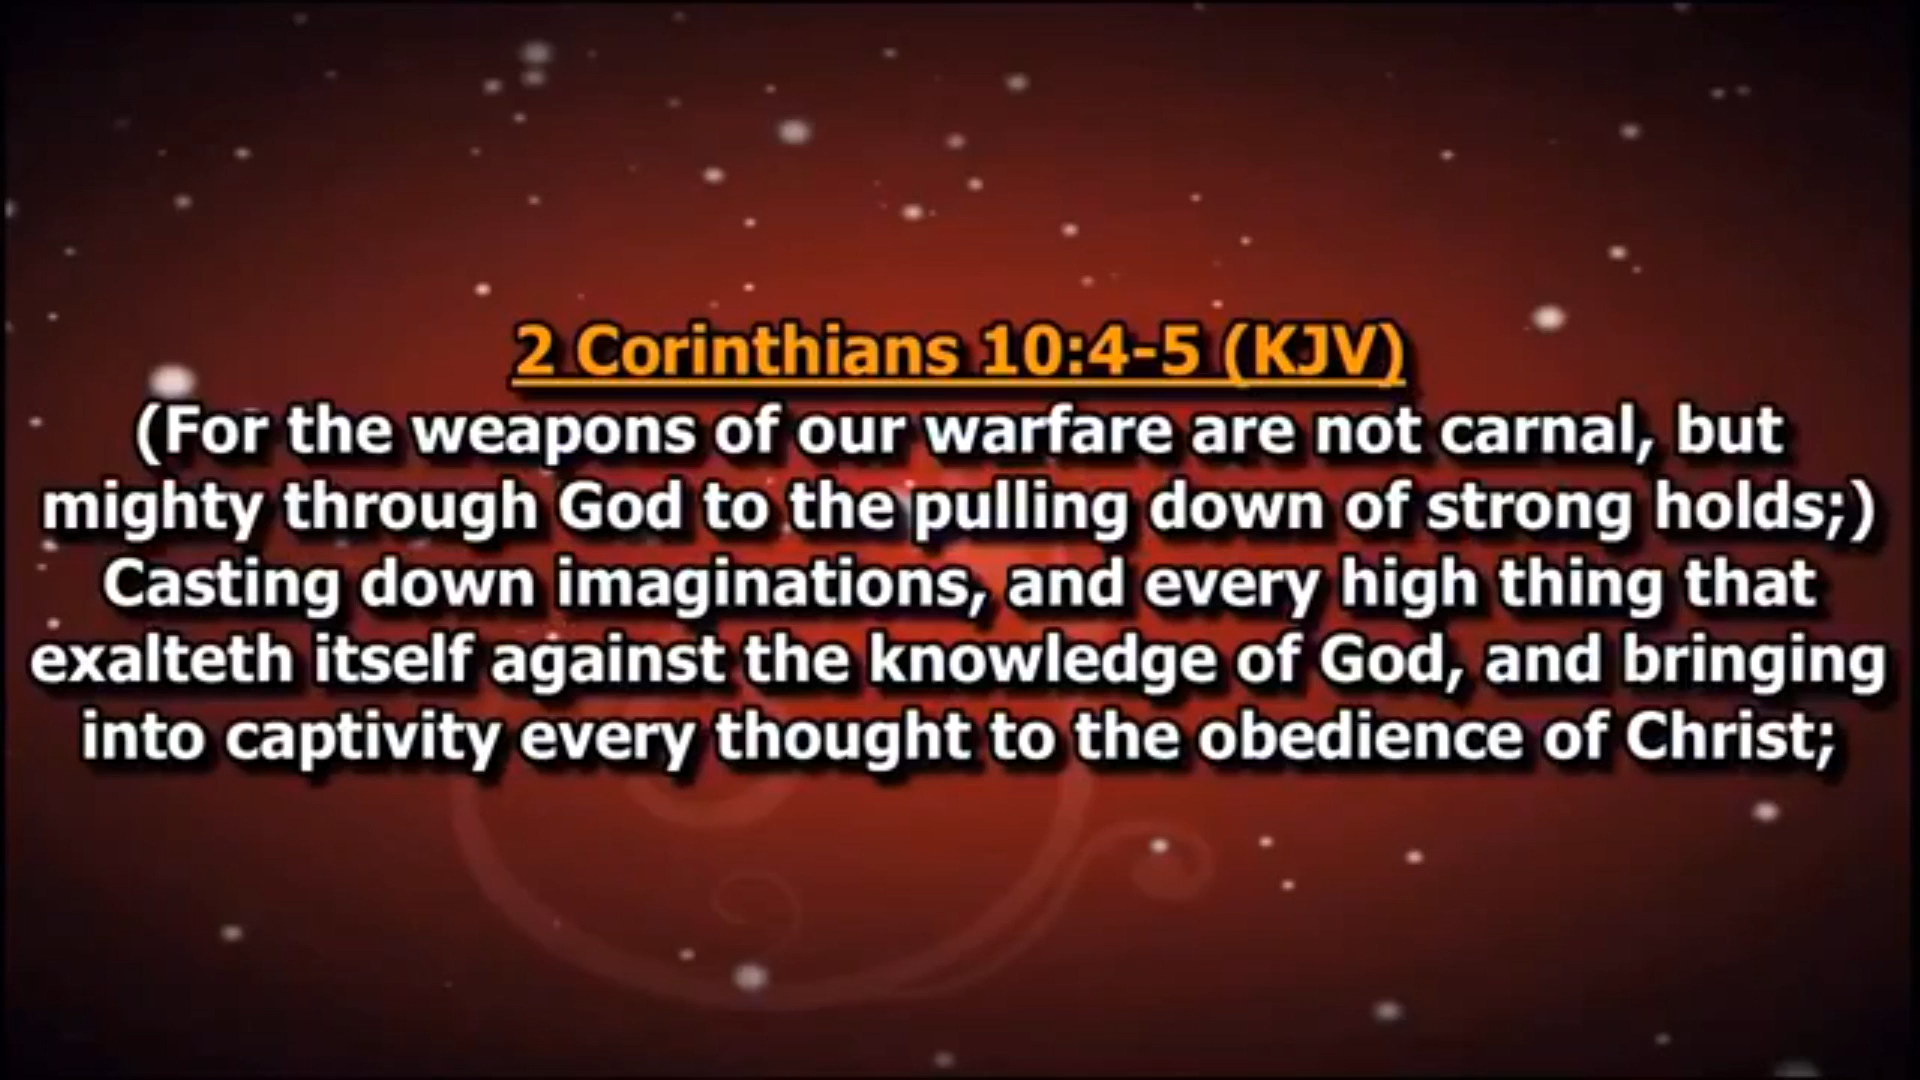 2 Corinthians 10:4-5 (KJV)
(For the weapons of our warfare are not carnal, but
mighty through God to the pulling down of strong holds;)
Casting down imaginations, and every high thing that
exalteth itself against the knowledge of God, and bringing
into captivity every thought to the obedience of Christ;